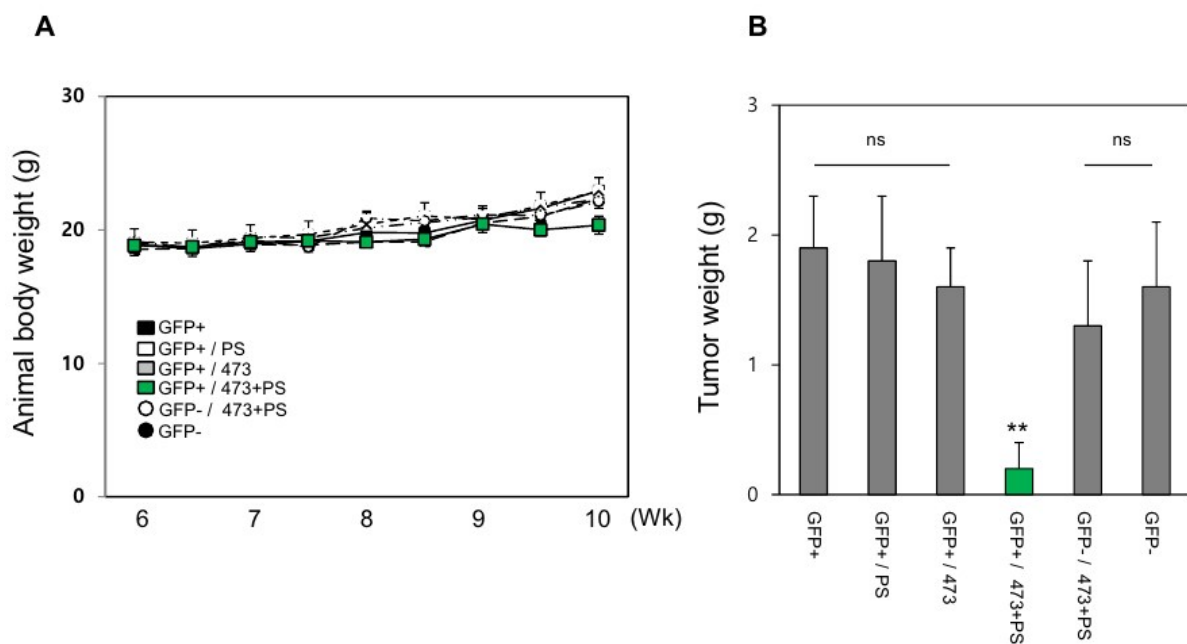 A
Animal body weight (g)
30
20
10
0
GFP+
GFP+ / PS
GFP+ / 473
GFP+ / 473+PS
GFP- / 473+PS
GFP-
6 7 8 9 10 (Wk)
B
Tumor weight (g)
3
2
1
0
ns
ns
**
GFP+
GFP+ / PS
GFP+ / 473
GFP+ / 473+PS
GFP- / 473+PS
GFP-